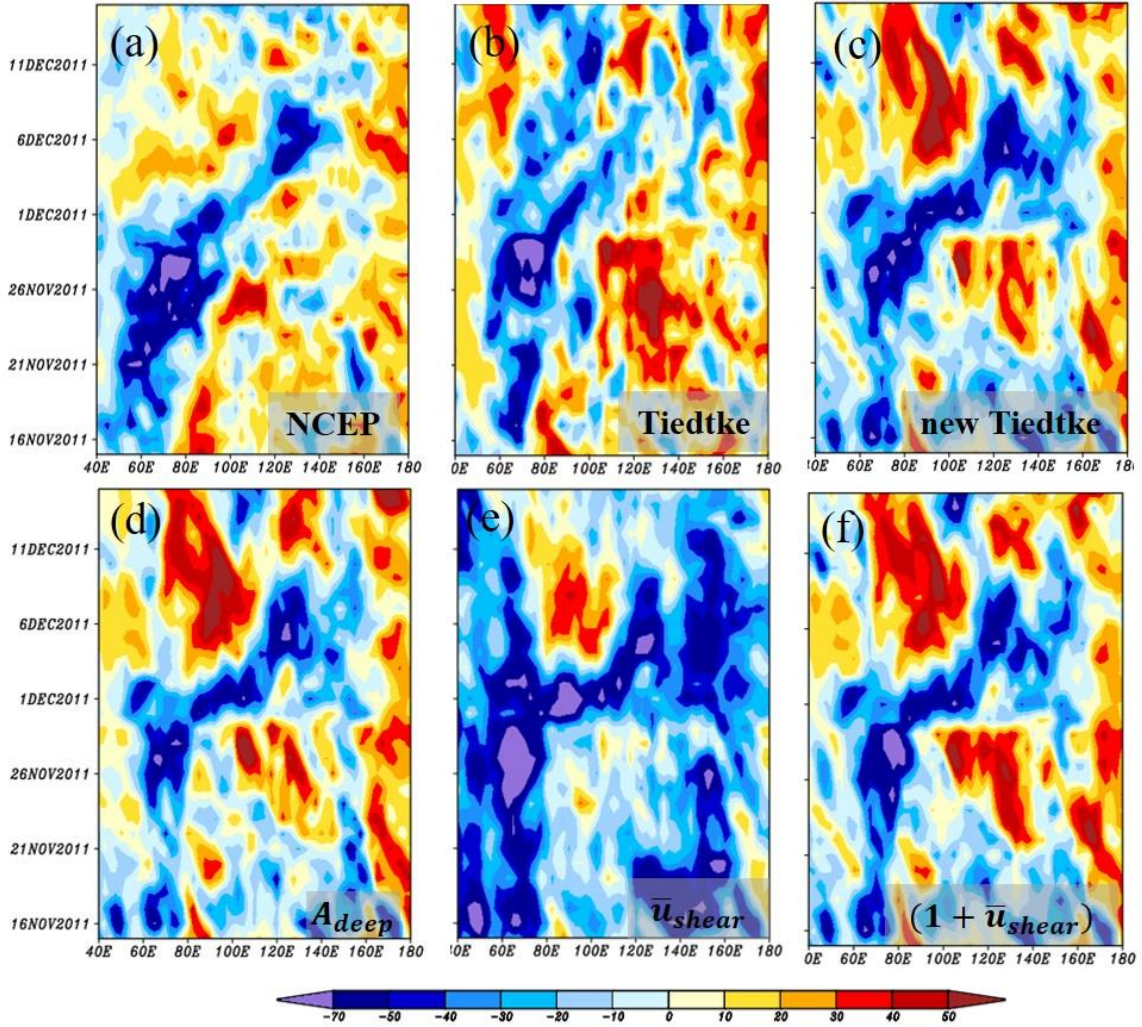 (a)
(b)
(c)
11DEC2011
6DEC2011
1DEC2011
26NOV2011
21NOV2011
16NOV2011
NCEP
Tiedtke
new Tiedtke
40E 60E 80E 100E 120E 140E 160E 180
0E 60E 80E 100E 120E 140E 160E 180
0E 60E 80E 100E 120E 140E 160E 180
(d)
(e)
(f)
11DEC2011
6DEC2011
1DEC2011
26NOV2011
21NOV2011
16NOV2011
A_deep
ū_shear
(1 + ū_shear)
40E 60E 80E 100E 120E 140E 160E 180
0E 60E 80E 100E 120E 140E 160E 180
0E 60E 80E 100E 120E 140E 160E 180
-70 -50 -40 -30 -20 -10 0 10 20 30 40 50